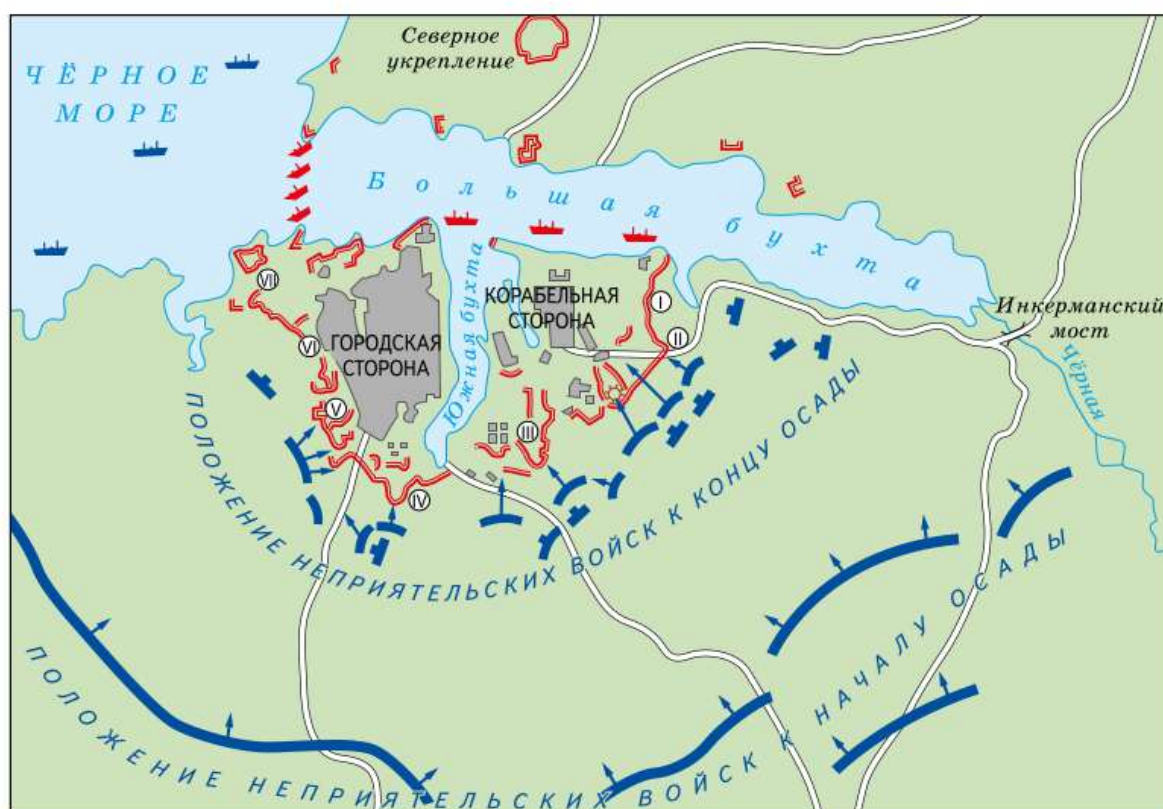 Северное
укрепление
ЧЁРНОЕ
МОРЕ
Большая бухта
Южная бухта
КОРАБЕЛЬНАЯ
СТОРОНА
ГОРОДСКАЯ
СТОРОНА
Инкерманский
мост
Чёрная
I
II
III
IV
V
VI
VII
ПОЛОЖЕНИЕ НЕПРИЯТЕЛЬСКИХ ВОЙСК К КОНЦУ ОСАДЫ
ПОЛОЖЕНИЕ НЕПРИЯТЕЛЬСКИХ ВОЙСК К НАЧАЛУ ОСАДЫ